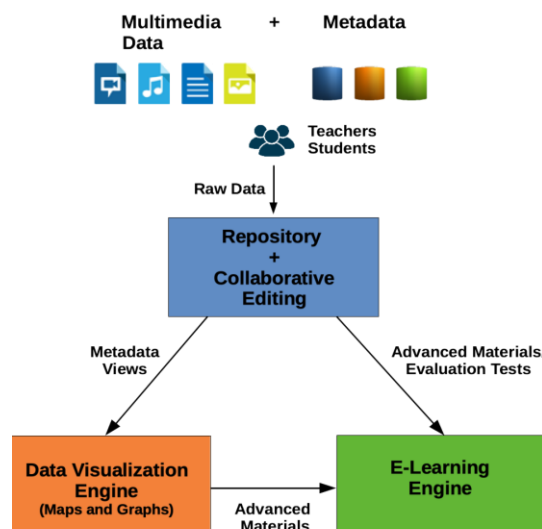 Multimedia + Metadata
Data
Teachers
Students
Raw Data
Repository
+
Collaborative
Editing
Metadata
Views
Advanced Materials
Evaluation Tests
Data Visualization
Engine
(Maps and Graphs)
E-Learning
Engine
Advanced
Materials